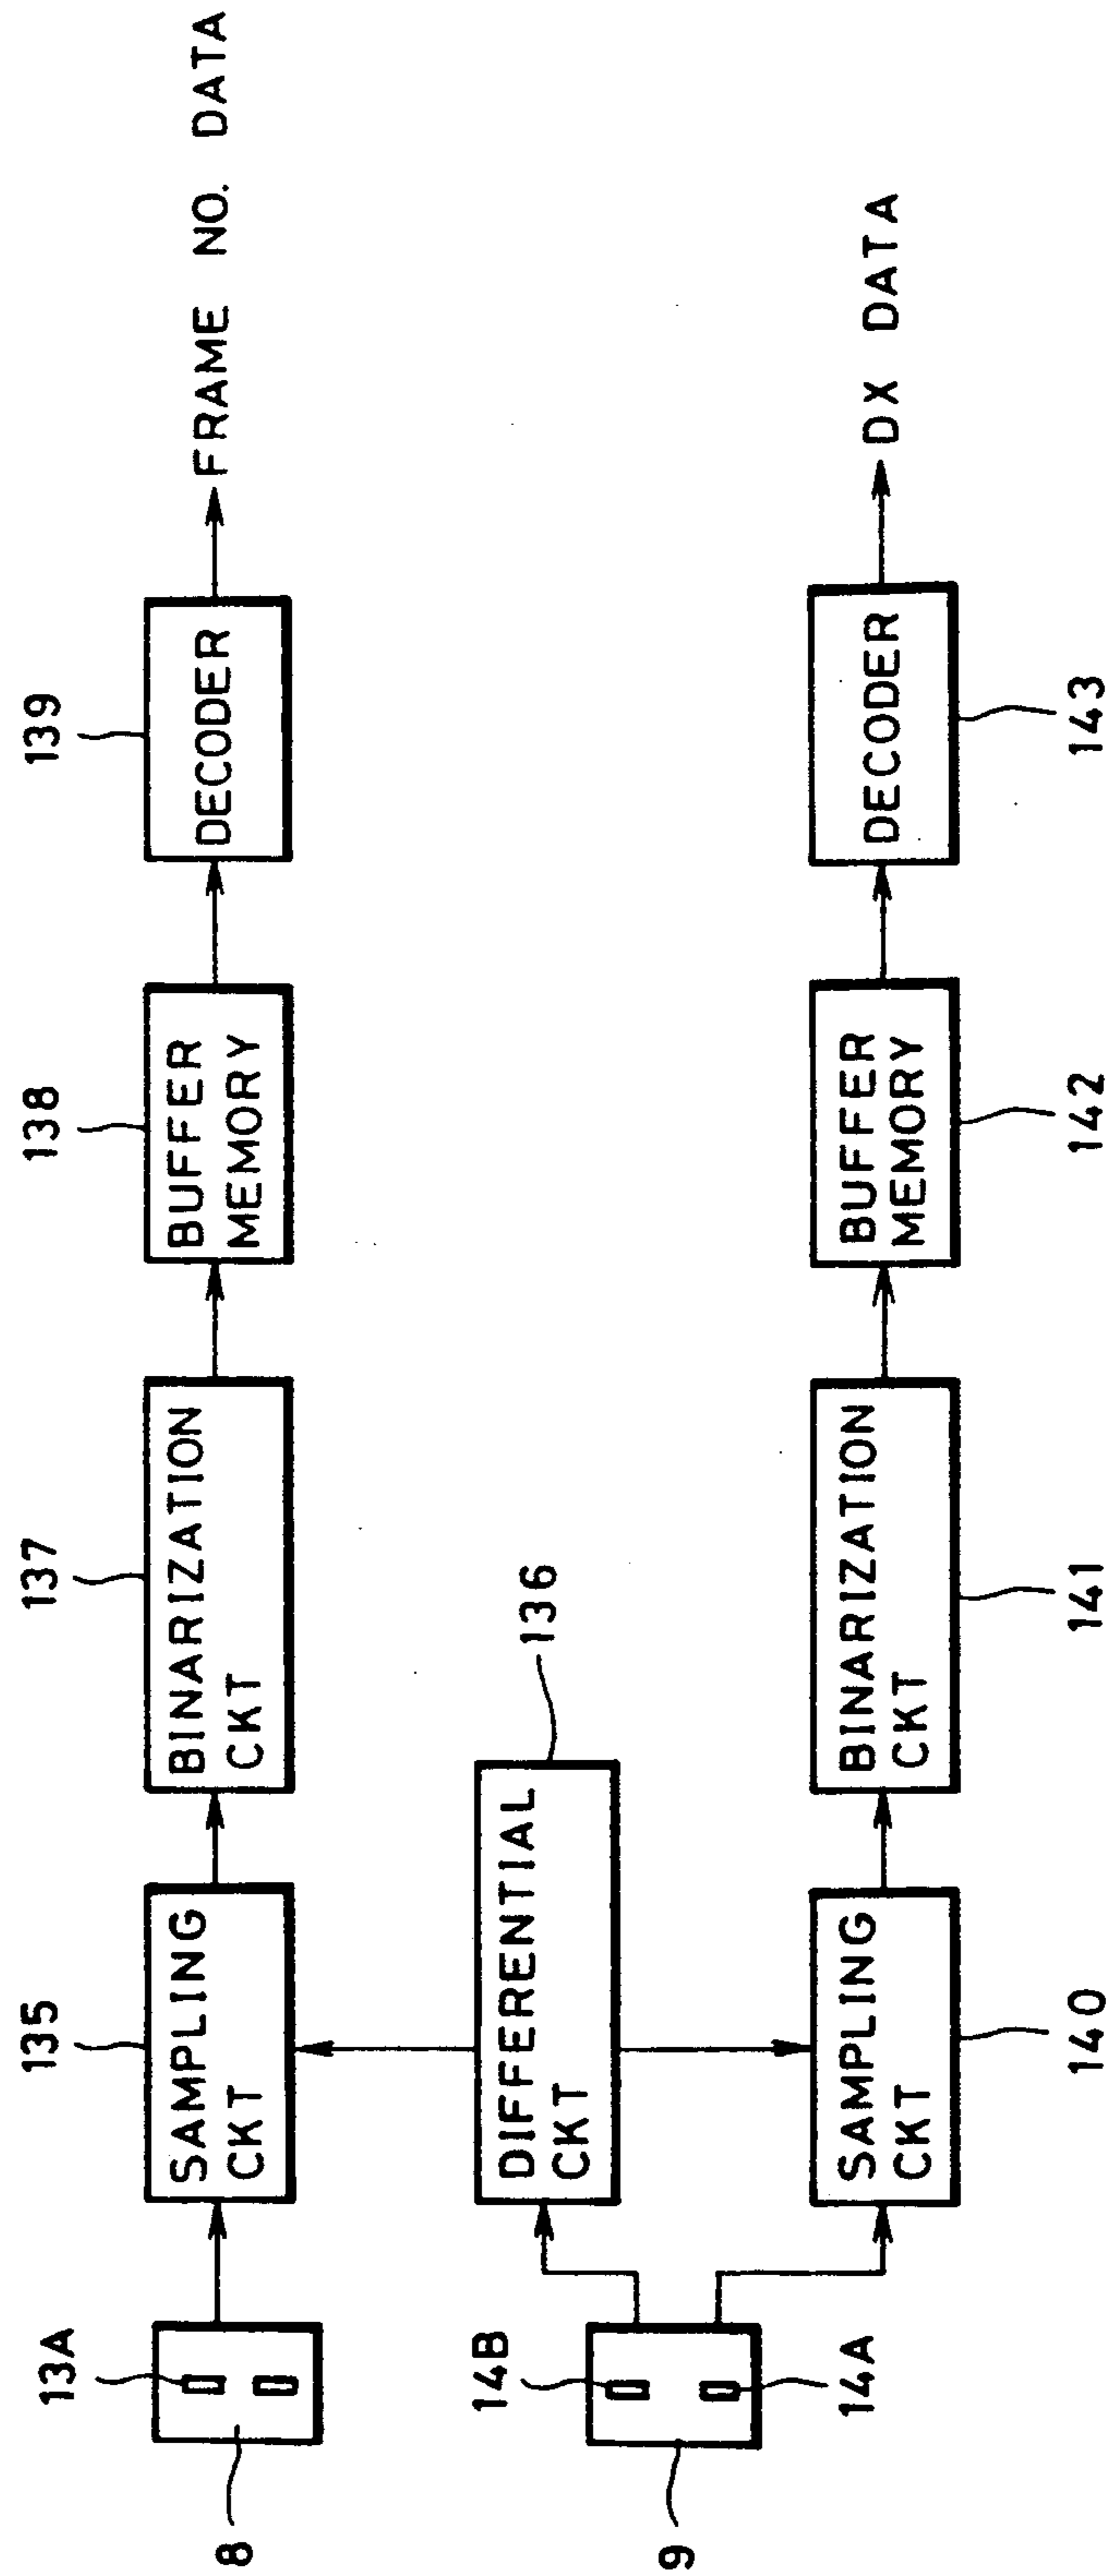 135
137
138
139
13A
SAMPLING
CKT
BINARIZATION
CKT
BUFFER
MEMORY
DECODER
FRAME NO. DATA
8
136
DIFFERENTIAL
CKT
14B
14A
9
SAMPLING
CKT
BINARIZATION
CKT
BUFFER
MEMORY
DECODER
DX DATA
140
141
142
143